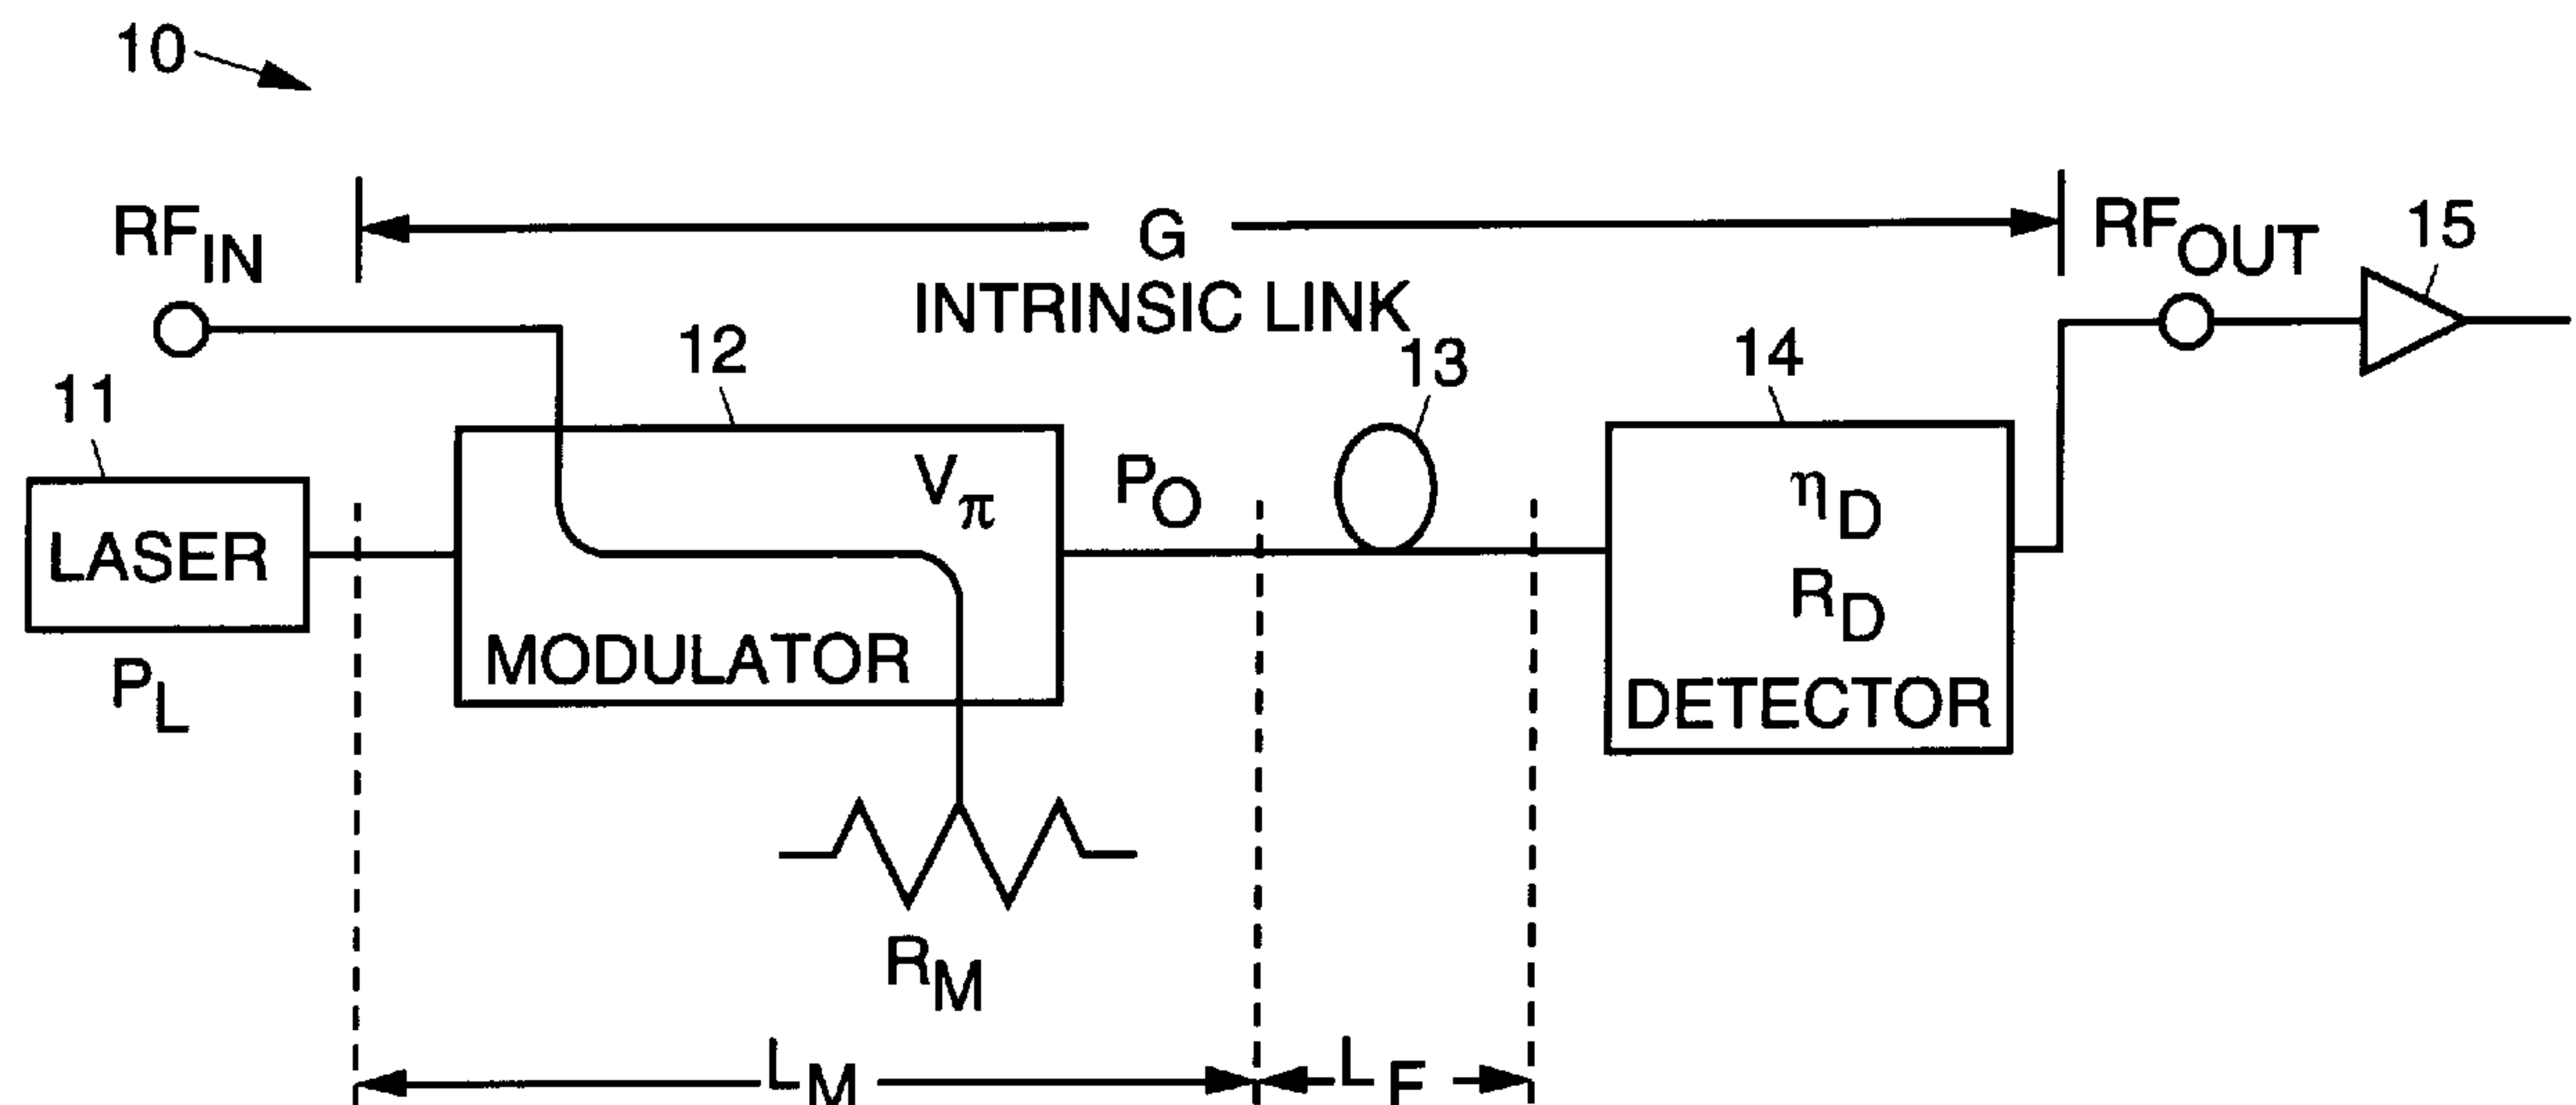 10
RF_IN
G
RF_OUT
15
INTRINSIC LINK
12
13
14
11
LASER
P_L
V_π
MODULATOR
P_O
η_D
R_D
DETECTOR
R_M
L_M
L_F